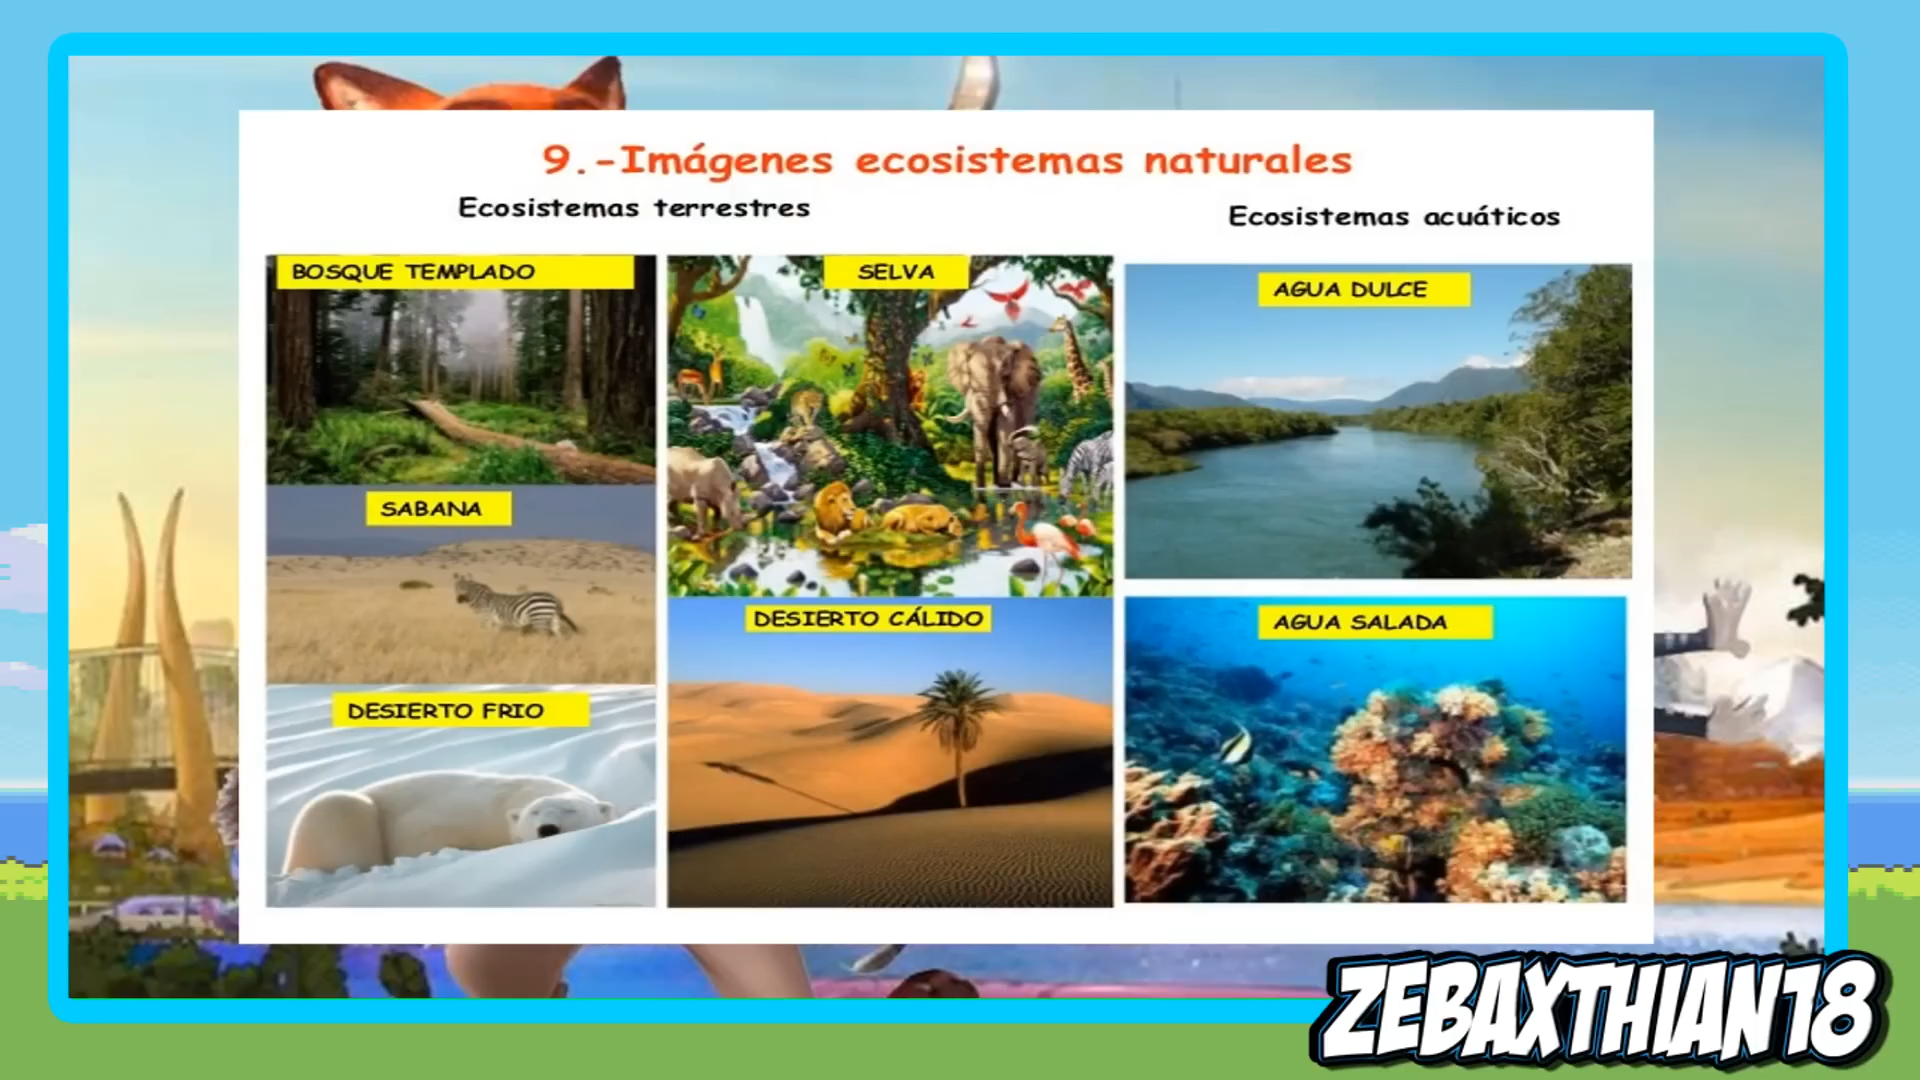 9.-Imágenes ecosistemas naturales
Ecosistemas terrestres
Ecosistemas acuáticos
BOSQUE TEMPLADO
SELVA
AGUA DULCE
SABANA
DESIERTO CÁLIDO
AGUA SALADA
DESIERTO FRIO
ZEBAXTHIAN18